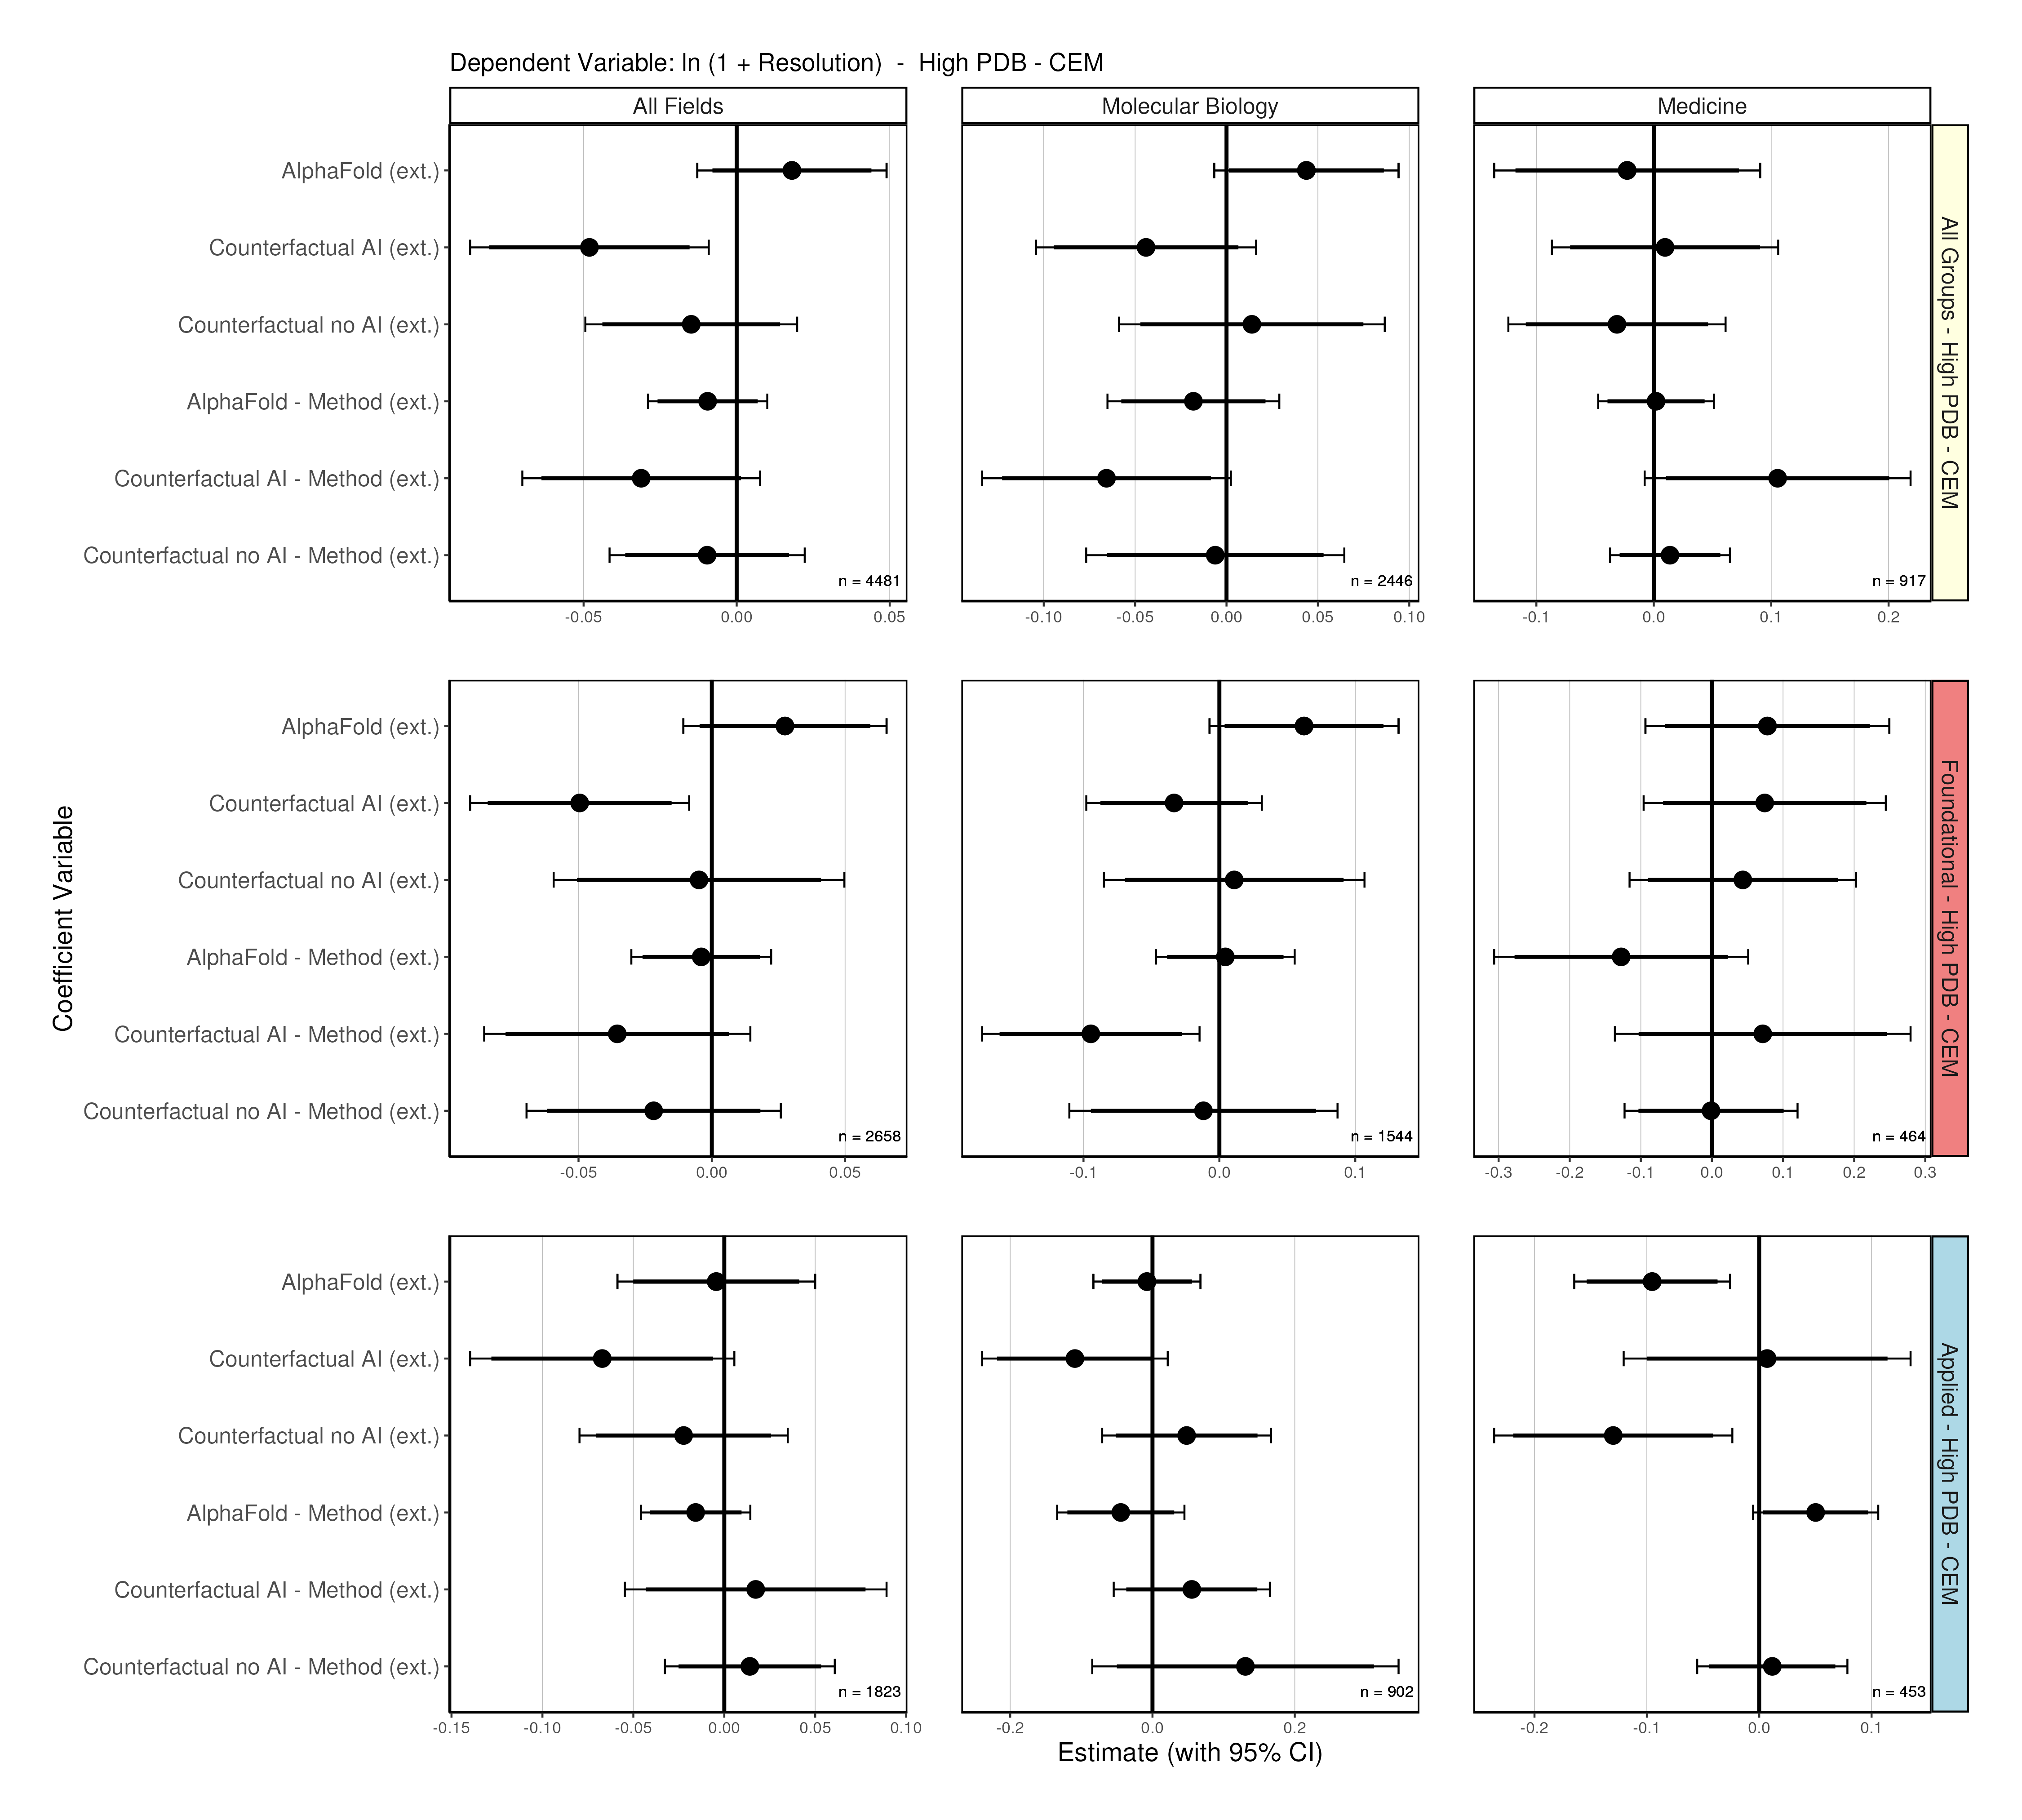 Dependent Variable: ln (1 + Resolution)  -  High PDB - CEM
All Fields
Molecular Biology
Medicine
AlphaFold (ext.)
Counterfactual AI (ext.)
Counterfactual no AI (ext.)
AlphaFold - Method (ext.)
Counterfactual AI - Method (ext.)
Counterfactual no AI - Method (ext.)
n = 4481
n = 2446
n = 917
All Groups - High PDB - CEM
-0.05 0.00 0.05
-0.10 -0.05 0.00 0.05 0.10
-0.1 0.0 0.1 0.2
Coefficient Variable
AlphaFold (ext.)
Counterfactual AI (ext.)
Counterfactual no AI (ext.)
AlphaFold - Method (ext.)
Counterfactual AI - Method (ext.)
Counterfactual no AI - Method (ext.)
n = 2658
n = 1544
n = 464
Foundational - High PDB - CEM
-0.05 0.00 0.05
-0.1 0.0 0.1
-0.3 -0.2 -0.1 0.0 0.1 0.2 0.3
AlphaFold (ext.)
Counterfactual AI (ext.)
Counterfactual no AI (ext.)
AlphaFold - Method (ext.)
Counterfactual AI - Method (ext.)
Counterfactual no AI - Method (ext.)
n = 1823
n = 902
n = 453
Applied - High PDB - CEM
-0.15 -0.10 -0.05 0.00 0.05 0.10
-0.2 0.0 0.2
-0.2 -0.1 0.0 0.1
Estimate (with 95% CI)